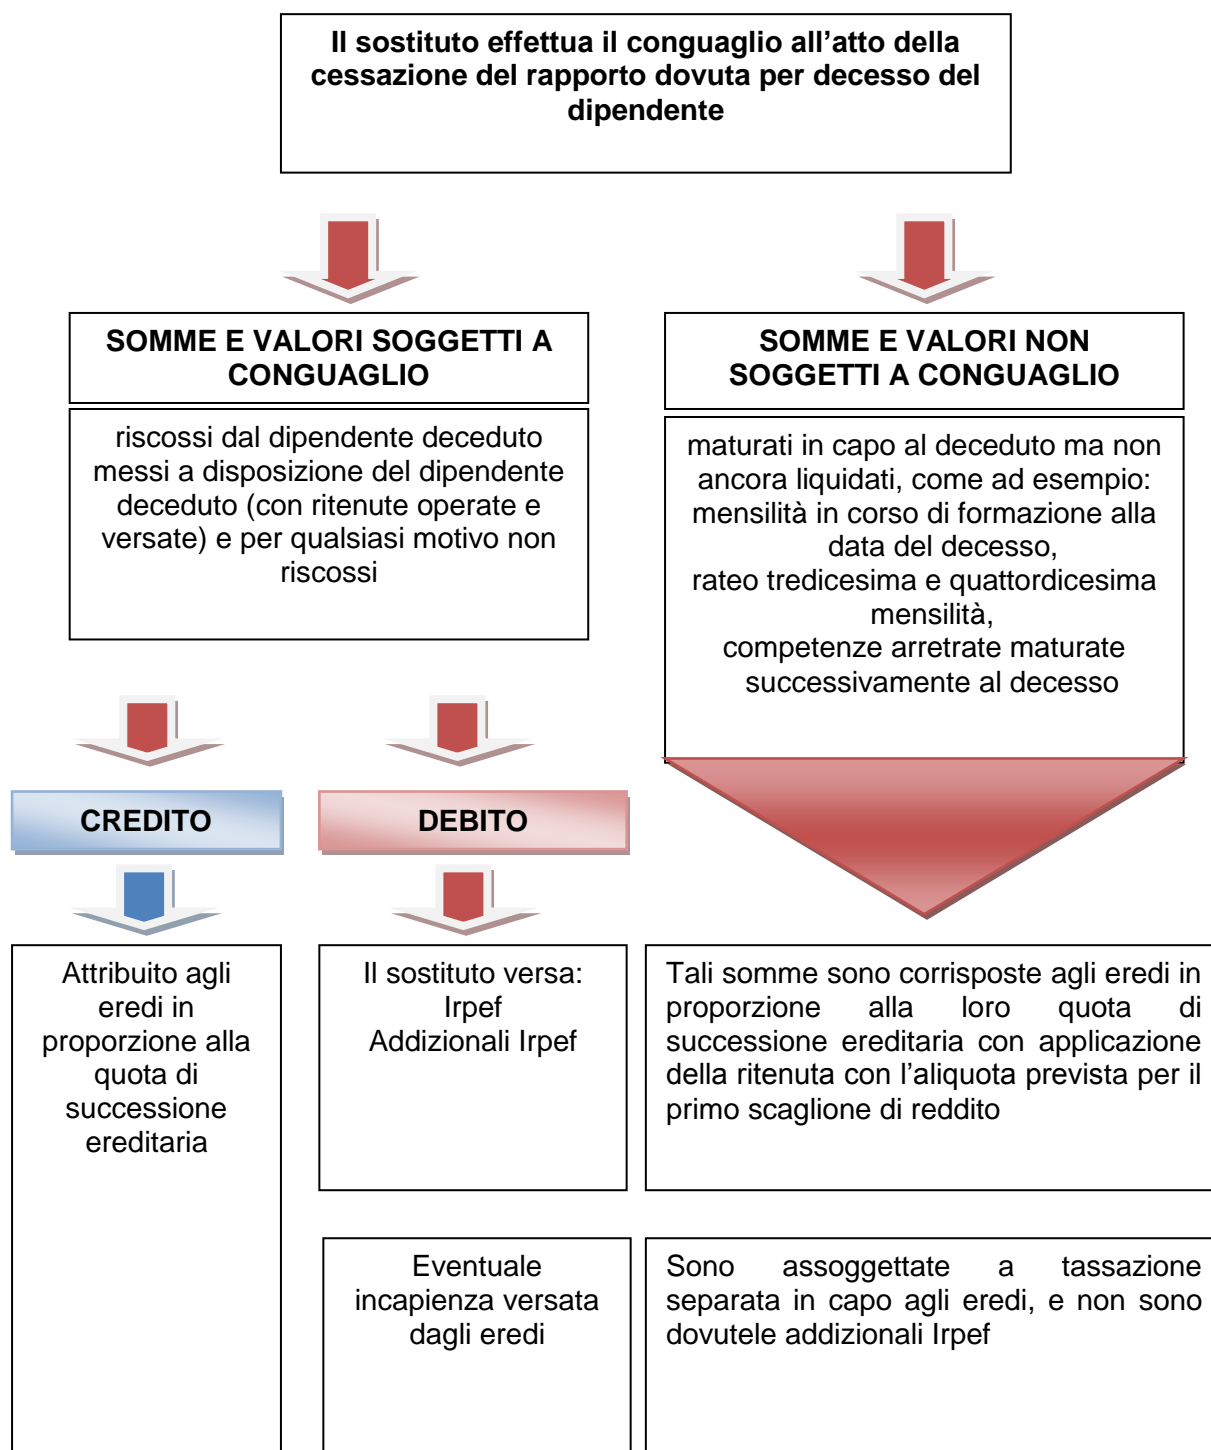 Il sostituto effettua il conguaglio all’atto della
cessazione del rapporto dovuta per decesso del
dipendente
SOMME E VALORI SOGGETTI A
CONGUAGLIO
riscossi dal dipendente deceduto
messi a disposizione del dipendente
deceduto (con ritenute operate e
versate) e per qualsiasi motivo non
riscossi
SOMME E VALORI NON
SOGGETTI A CONGUAGLIO
maturati in capo al deceduto ma non
ancora liquidati, come ad esempio:
mensilità in corso di formazione alla
data del decesso,
rateo tredicesima e quattordicesima
mensilità,
competenze arretrate maturate
successivamente al decesso
CREDITO
DEBITO
Attribuito agli
eredi in
proporzione alla
quota di
successione
ereditaria
Il sostituto versa:
Irpef
Addizionali Irpef
Tali somme sono corrisposte agli eredi in
proporzione alla loro quota di
successione ereditaria con applicazione
della ritenuta con l’aliquota prevista per il
primo scaglione di reddito
Eventuale
incapienza versata
dagli eredi
Sono assoggettate a tassazione
separata in capo agli eredi, e non sono
dovutele addizionali Irpef